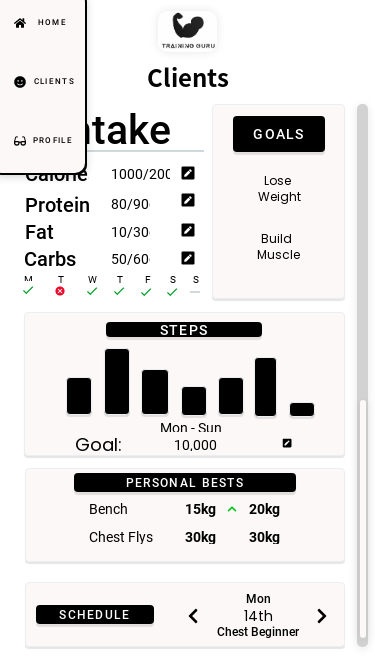 HOME
CLIENTS
PROFILE
TRAINING GURU
Clients
take
Calorie 1000/200
Protein 80/90
Fat 10/30
Carbs 50/60
M T W T F S S
GOALS
Lose
Weight
Build
Muscle
STEPS
Mon - Sun
Goal: 10,000
PERSONAL BESTS
Bench 15kg 20kg
Chest Flys 30kg 30kg
SCHEDULE
Mon
14th
Chest Beginner